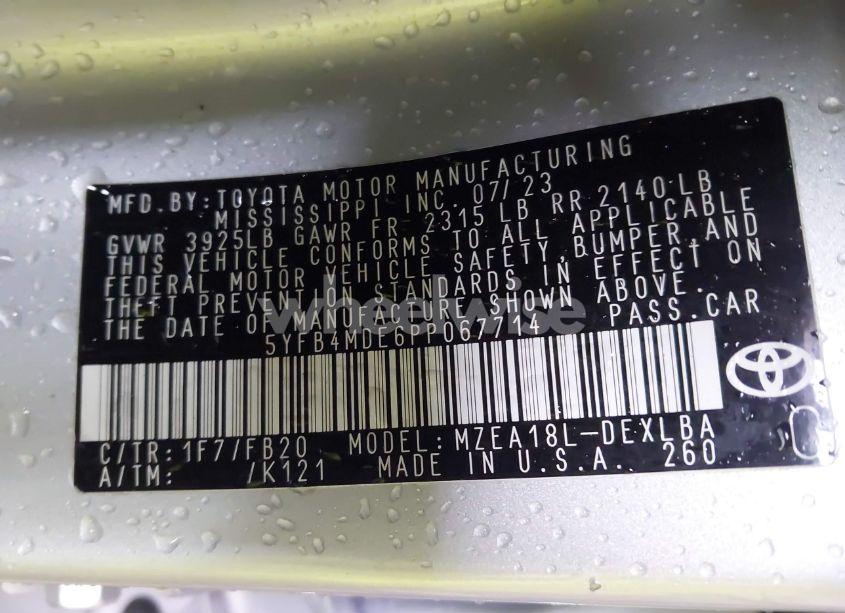 MFD.BY:TOYOTA MOTOR MANUFACTURING
MISSISSIPPI INC. 07/23
GVWR 3925LB GAWR FR 2315 LB RR 2140 LB
THIS VEHICLE CONFORMS TO ALL APPLICABLE
FEDERAL MOTOR VEHICLE SAFETY,BUMPER,AND
THEFT PREVENTION STANDARDS IN EFFECT ON
THE DATE OF MANUFACTURE SHOWN ABOVE.
wheelwise
5YFB4MDE6PP067714 PASS.CAR
C/TR: 1F7/FB20 MODEL: MZEA18L-DEXLBA
A/TM: /K121 MADE IN U.S.A. 260